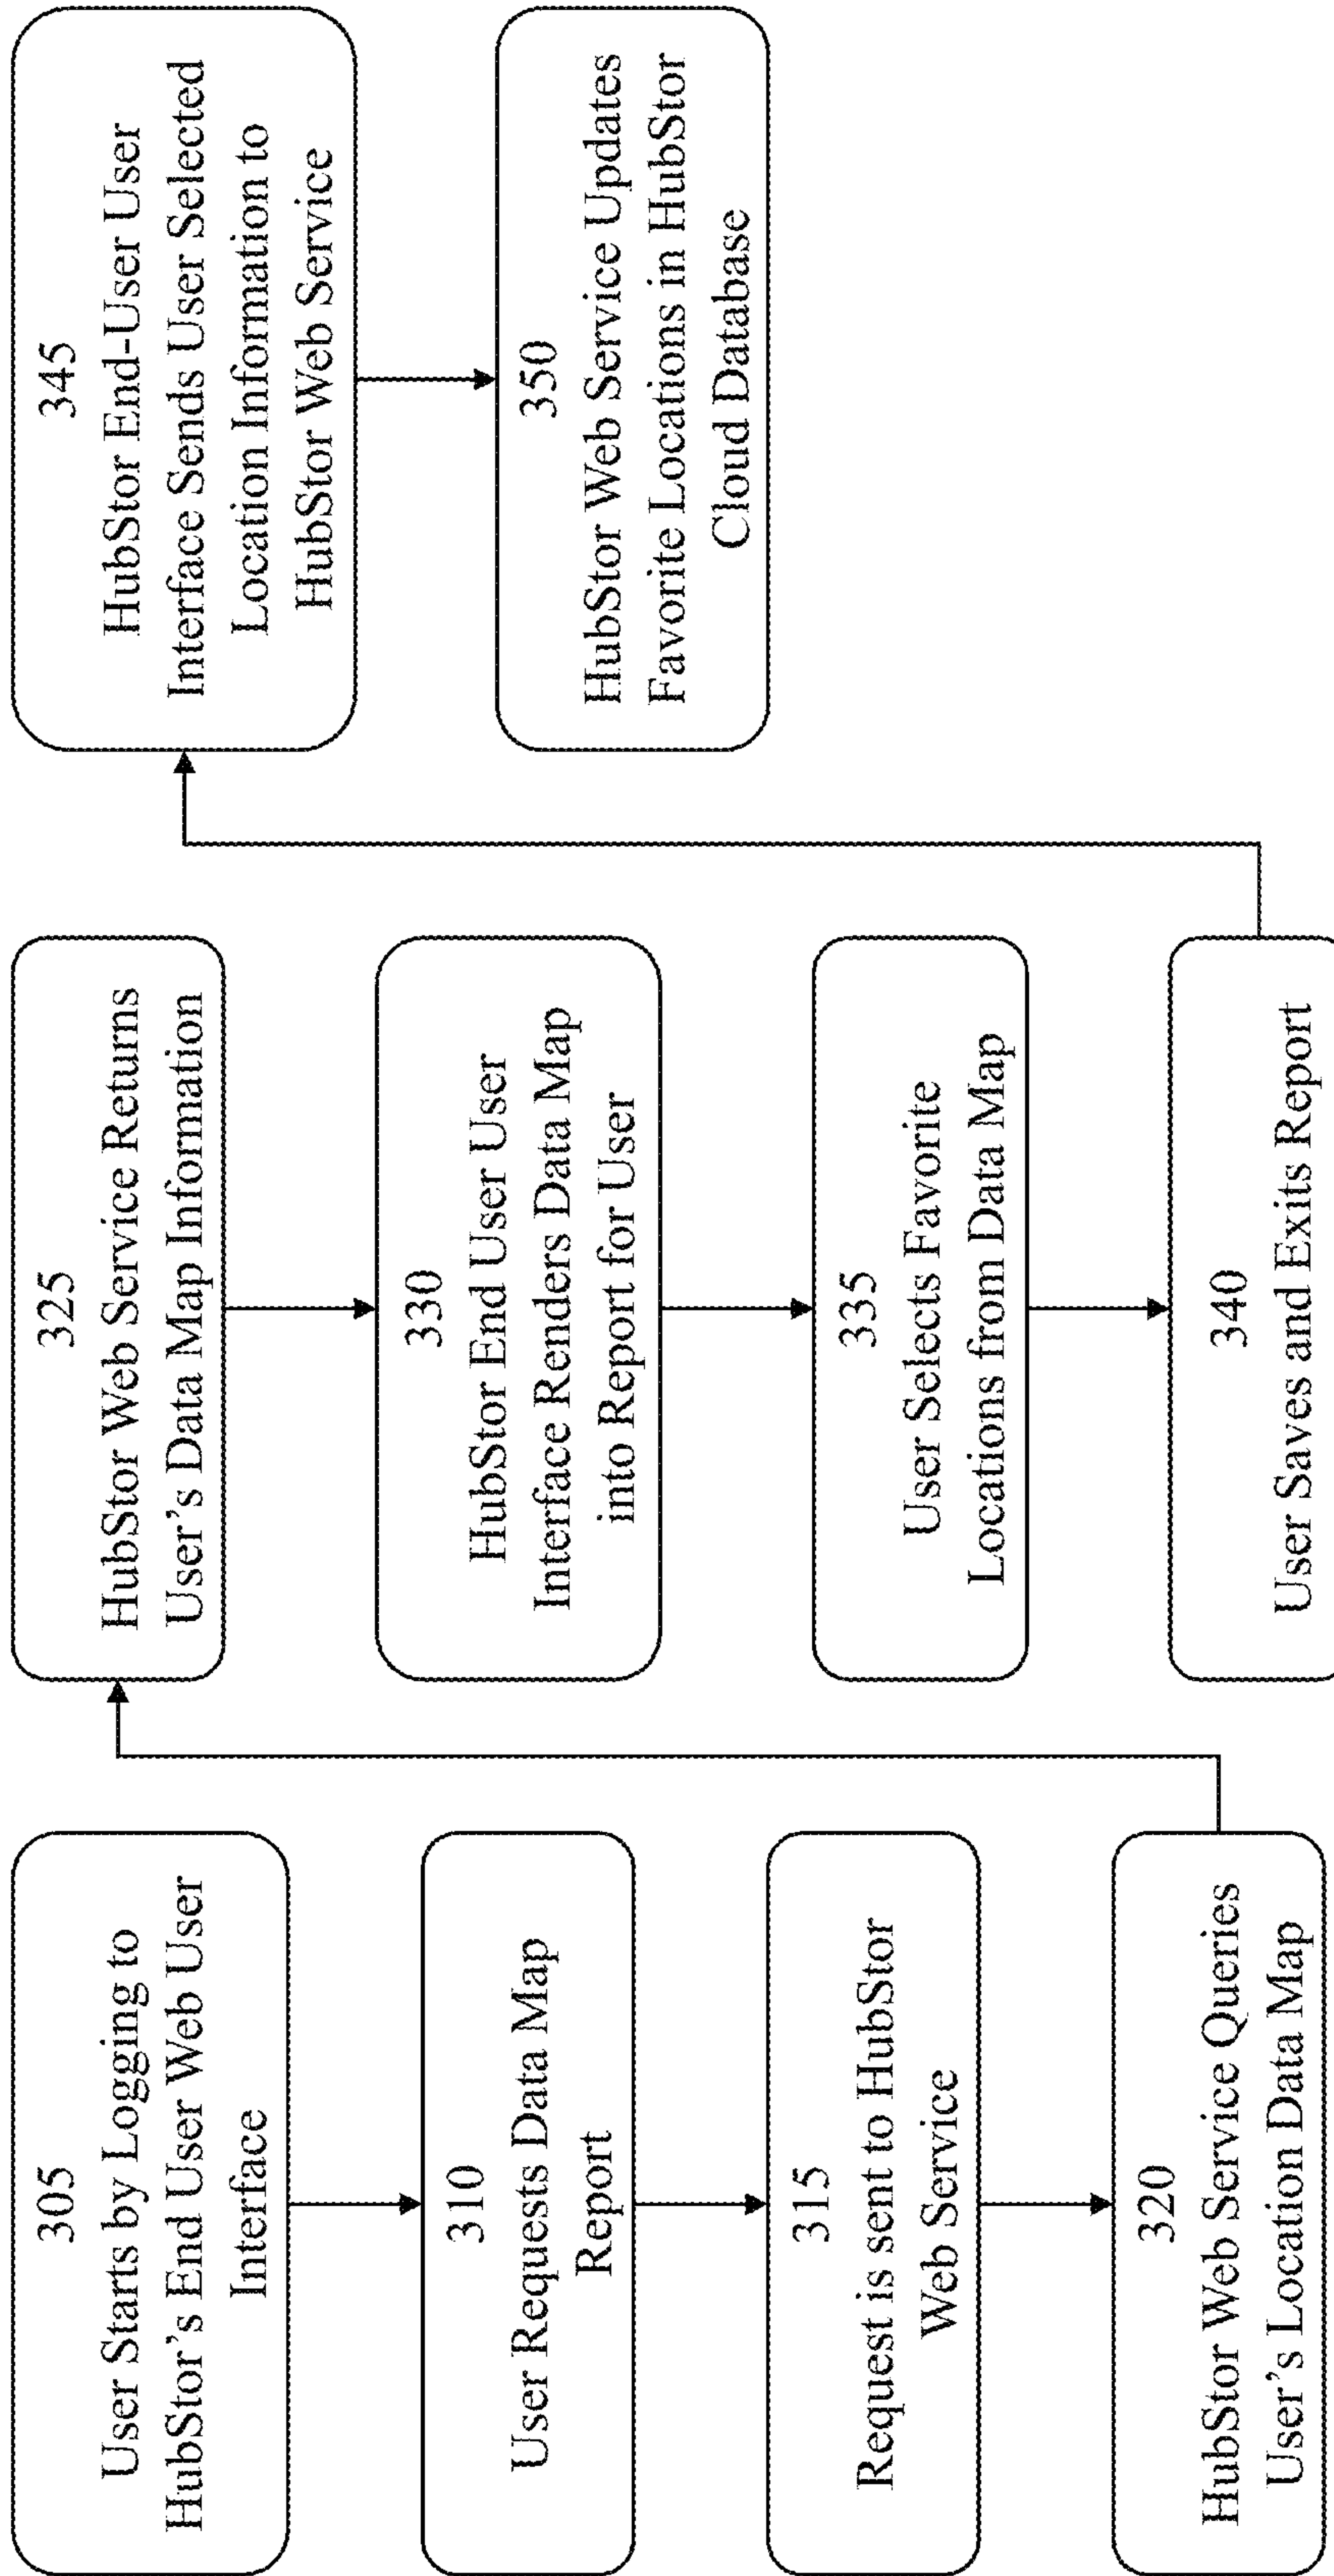 305
User Starts by Logging to
HubStor's End User Web User
Interface
310
User Requests Data Map
Report
315
Request is sent to HubStor
Web Service
320
HubStor Web Service Queries
User's Location Data Map
325
HubStor Web Service Returns
User's Data Map Information
330
HubStor End User User
Interface Renders Data Map
into Report for User
335
User Selects Favorite
Locations from Data Map
340
User Saves and Exits Report
345
HubStor End-User User
Interface Sends User Selected
Location Information to
HubStor Web Service
350
HubStor Web Service Updates
Favorite Locations in HubStor
Cloud Database